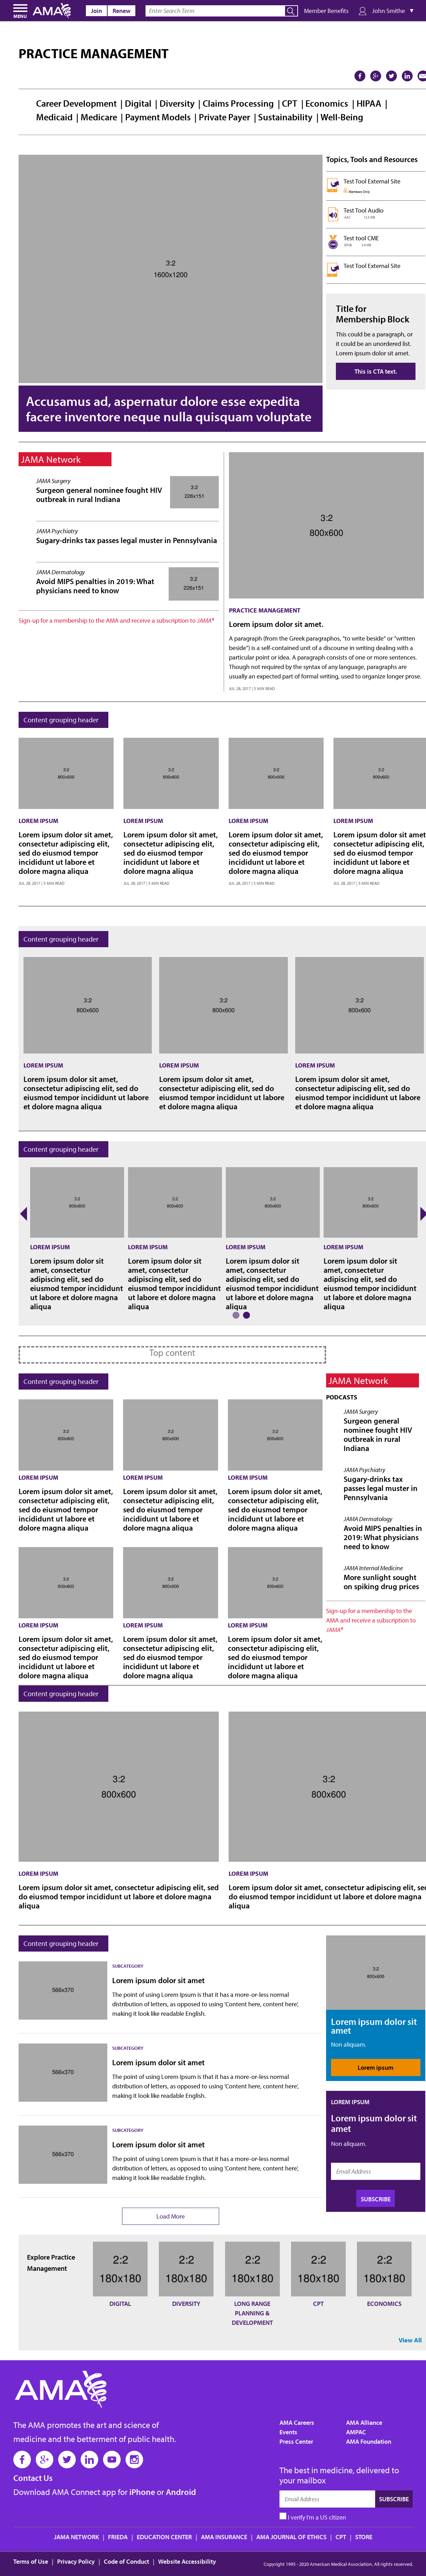 MENU
AMA
Join
Renew
Enter Search Term
Member Benefits
John Smithe
PRACTICE MANAGEMENT
Career Development | Digital | Diversity | Claims Processing | CPT | Economics | HIPAA |
Medicaid | Medicare | Payment Models | Private Payer | Sustainability | Well-Being
3:2
1600x1200
Accusamus ad, aspernatur dolore esse expedita
facere inventore neque nulla quisquam voluptate
Topics, Tools and Resources
Test Tool External Site
Members Only
Test Tool Audio
Test tool CME
Test Tool External Site
Title for
Membership Block
This could be a paragraph, or
it could be an unordered list.
Lorem ipsum dolor sit amet.
This is CTA text.
JAMA Network
JAMA Surgery
Surgeon general nominee fought HIV
outbreak in rural Indiana
3:2
226x151
JAMA Psychiatry
Sugary-drinks tax passes legal muster in Pennsylvania
JAMA Dermatology
Avoid MIPS penalties in 2019: What
physicians need to know
3:2
226x151
Sign-up for a membership to the AMA and receive a subscription to JAMA®
3:2
800x600
PRACTICE MANAGEMENT
Lorem ipsum dolor sit amet.
A paragraph (from the Greek paragraphos, "to write beside" or "written
beside") is a self-contained unit of a discourse in writing dealing with a
particular point or idea. A paragraph consists of one or more sentences.
Though not required by the syntax of any language, paragraphs are
usually an expected part of formal writing, used to organize longer prose.
JUL 28, 2017 | 5 MIN READ
Content grouping header
3:2
800x600
LOREM IPSUM
Lorem ipsum dolor sit amet,
consectetur adipiscing elit,
sed do eiusmod tempor
incididunt ut labore et
dolore magna aliqua
JUL 28, 2017 | 5 MIN READ
3:2
800x600
LOREM IPSUM
Lorem ipsum dolor sit amet,
consectetur adipiscing elit,
sed do eiusmod tempor
incididunt ut labore et
dolore magna aliqua
JUL 28, 2017 | 5 MIN READ
3:2
800x600
LOREM IPSUM
Lorem ipsum dolor sit amet,
consectetur adipiscing elit,
sed do eiusmod tempor
incididunt ut labore et
dolore magna aliqua
JUL 28, 2017 | 5 MIN READ
3:2
800x600
LOREM IPSUM
Lorem ipsum dolor sit amet
consectetur adipiscing elit,
sed do eiusmod tempor
incididunt ut labore et
dolore magna aliqua
JUL 28, 2017 | 5 MIN READ
Content grouping header
3:2
800x600
LOREM IPSUM
Lorem ipsum dolor sit amet,
consectetur adipiscing elit, sed do
eiusmod tempor incididunt ut labore
et dolore magna aliqua
3:2
800x600
LOREM IPSUM
Lorem ipsum dolor sit amet,
consectetur adipiscing elit, sed do
eiusmod tempor incididunt ut labore
et dolore magna aliqua
3:2
800x600
LOREM IPSUM
Lorem ipsum dolor sit amet,
consectetur adipiscing elit, sed do
eiusmod tempor incididunt ut labore
et dolore magna aliqua
Content grouping header
3:2
800x600
LOREM IPSUM
Lorem ipsum dolor sit
amet, consectetur
adipiscing elit, sed do
eiusmod tempor incididunt
ut labore et dolore magna
aliqua
3:2
800x600
LOREM IPSUM
Lorem ipsum dolor sit
amet, consectetur
adipiscing elit, sed do
eiusmod tempor incididunt
ut labore et dolore magna
aliqua
3:2
800x600
LOREM IPSUM
Lorem ipsum dolor sit
amet, consectetur
adipiscing elit, sed do
eiusmod tempor incididunt
ut labore et dolore magna
aliqua
3:2
800x600
LOREM IPSUM
Lorem ipsum dolor sit
amet, consectetur
adipiscing elit, sed do
eiusmod tempor incididunt
ut labore et dolore magna
aliqua
Top content
Content grouping header
3:2
800x600
LOREM IPSUM
Lorem ipsum dolor sit amet,
consectetur adipiscing elit,
sed do eiusmod tempor
incididunt ut labore et
dolore magna aliqua
3:2
800x600
LOREM IPSUM
Lorem ipsum dolor sit amet,
consectetur adipiscing elit,
sed do eiusmod tempor
incididunt ut labore et
dolore magna aliqua
3:2
800x600
LOREM IPSUM
Lorem ipsum dolor sit amet,
consectetur adipiscing elit,
sed do eiusmod tempor
incididunt ut labore et
dolore magna aliqua
3:2
800x600
LOREM IPSUM
Lorem ipsum dolor sit amet,
consectetur adipiscing elit,
sed do eiusmod tempor
incididunt ut labore et
dolore magna aliqua
3:2
800x600
LOREM IPSUM
Lorem ipsum dolor sit amet,
consectetur adipiscing elit,
sed do eiusmod tempor
incididunt ut labore et
dolore magna aliqua
3:2
800x600
LOREM IPSUM
Lorem ipsum dolor sit amet,
consectetur adipiscing elit,
sed do eiusmod tempor
incididunt ut labore et
dolore magna aliqua
JAMA Network
PODCASTS
JAMA Surgery
Surgeon general
nominee fought HIV
outbreak in rural
Indiana
JAMA Psychiatry
Sugary-drinks tax
passes legal muster in
Pennsylvania
JAMA Dermatology
Avoid MIPS penalties in
2019: What physicians
need to know
JAMA Internal Medicine
More sunlight sought
on spiking drug prices
Sign-up for a membership to the
AMA and receive a subscription to
JAMA®
Content grouping header
3:2
800x600
LOREM IPSUM
Lorem ipsum dolor sit amet, consectetur adipiscing elit, sed
do eiusmod tempor incididunt ut labore et dolore magna
aliqua
3:2
800x600
LOREM IPSUM
Lorem ipsum dolor sit amet, consectetur adipiscing elit, sed
do eiusmod tempor incididunt ut labore et dolore magna
aliqua
Content grouping header
566x370
SUBCATEGORY
Lorem ipsum dolor sit amet
The point of using Lorem Ipsum is that it has a more-or-less normal
distribution of letters, as opposed to using 'Content here, content here',
making it look like readable English.
566x370
SUBCATEGORY
Lorem ipsum dolor sit amet
The point of using Lorem Ipsum is that it has a more-or-less normal
distribution of letters, as opposed to using 'Content here, content here',
making it look like readable English.
566x370
SUBCATEGORY
Lorem ipsum dolor sit amet
The point of using Lorem Ipsum is that it has a more-or-less normal
distribution of letters, as opposed to using 'Content here, content here',
making it look like readable English.
Load More
3:2
800x600
Lorem ipsum dolor sit
amet
Non aliquam.
Lorem ipsum
LOREM IPSUM
Lorem ipsum dolor sit
amet
Non aliquam.
Email Address
SUBSCRIBE
Explore Practice
Management
2:2
180x180
DIGITAL
2:2
180x180
DIVERSITY
2:2
180x180
LONG RANGE
PLANNING &
DEVELOPMENT
2:2
180x180
CPT
2:2
180x180
ECONOMICS
View All
AMA
The AMA promotes the art and science of
medicine and the betterment of public health.
Contact Us
Download AMA Connect app for iPhone or Android
AMA Careers
Events
Press Center
AMA Alliance
AMPAC
AMA Foundation
The best in medicine, delivered to
your mailbox
Email Address
SUBSCRIBE
I verify I'm a US citizen
JAMA NETWORK | FRIEDA | EDUCATION CENTER | AMA INSURANCE | AMA JOURNAL OF ETHICS | CPT | STORE
Terms of Use | Privacy Policy | Code of Conduct | Website Accessibility
Copyright 1995 - 2020 American Medical Association. All rights reserved.